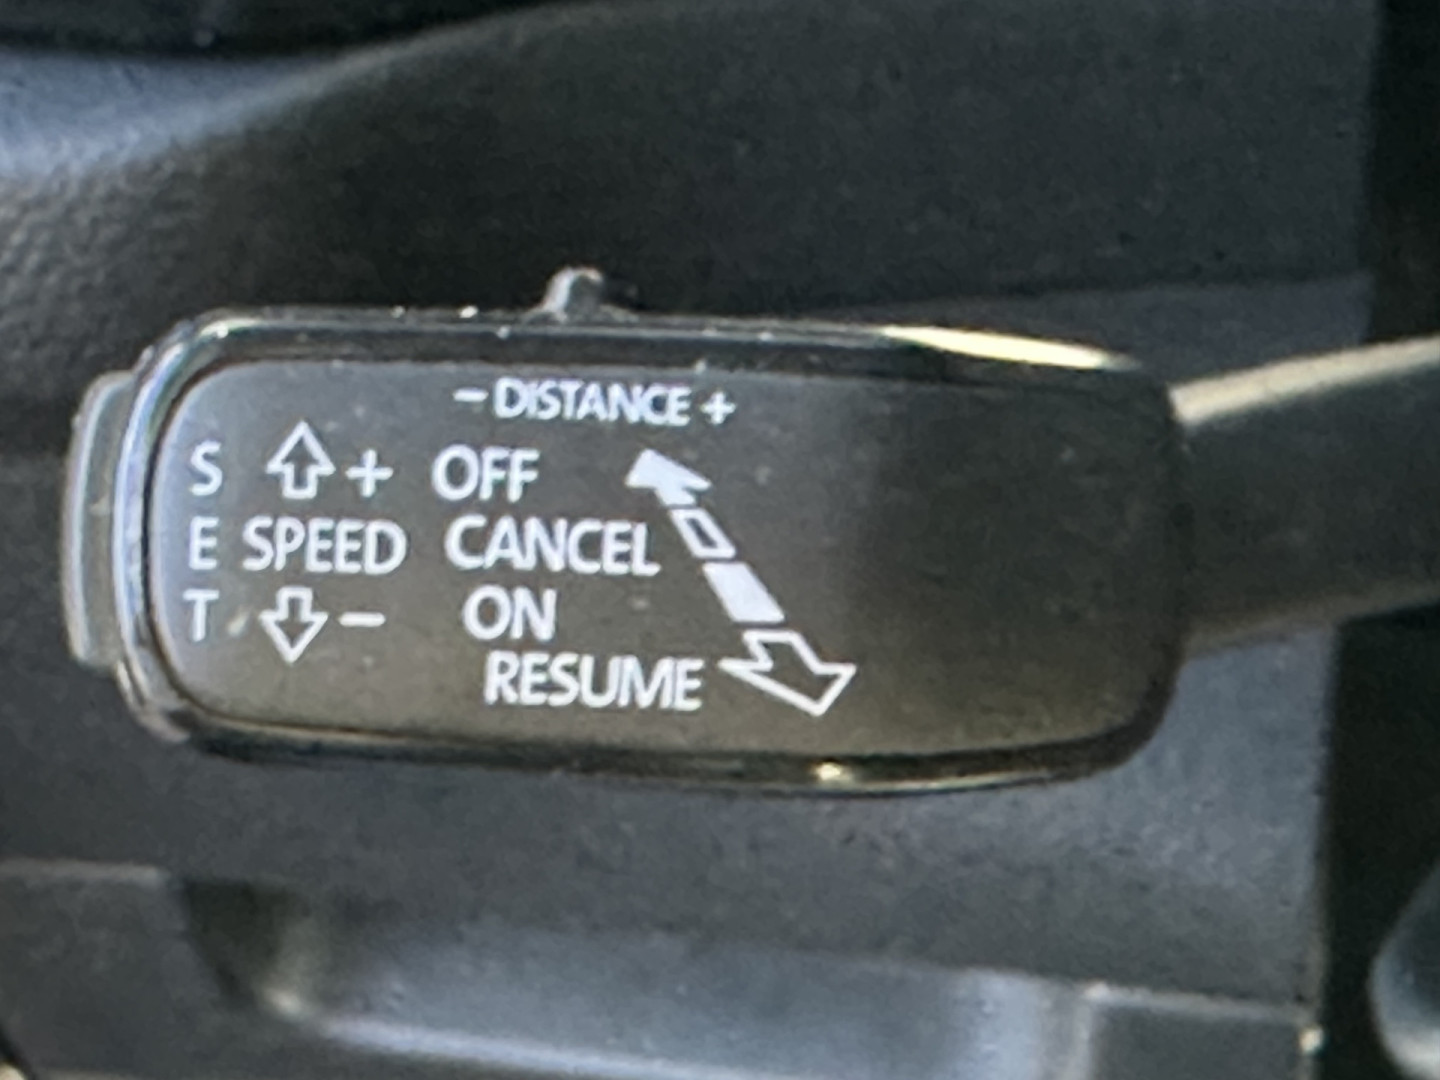 - DISTANCE +
S + OFF
E SPEED CANCEL
T - ON
RESUME